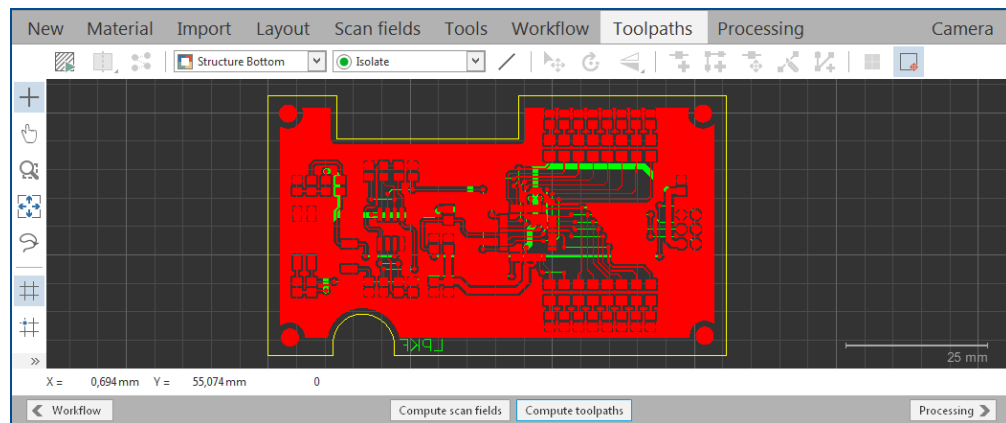 New Material Import Layout Scan fields Tools Workflow Toolpaths Processing Camera
Structure Bottom Isolate
LPKF
25 mm
X = 0,694 mm Y = 55,074 mm 0
Workflow Compute scan fields Compute toolpaths Processing